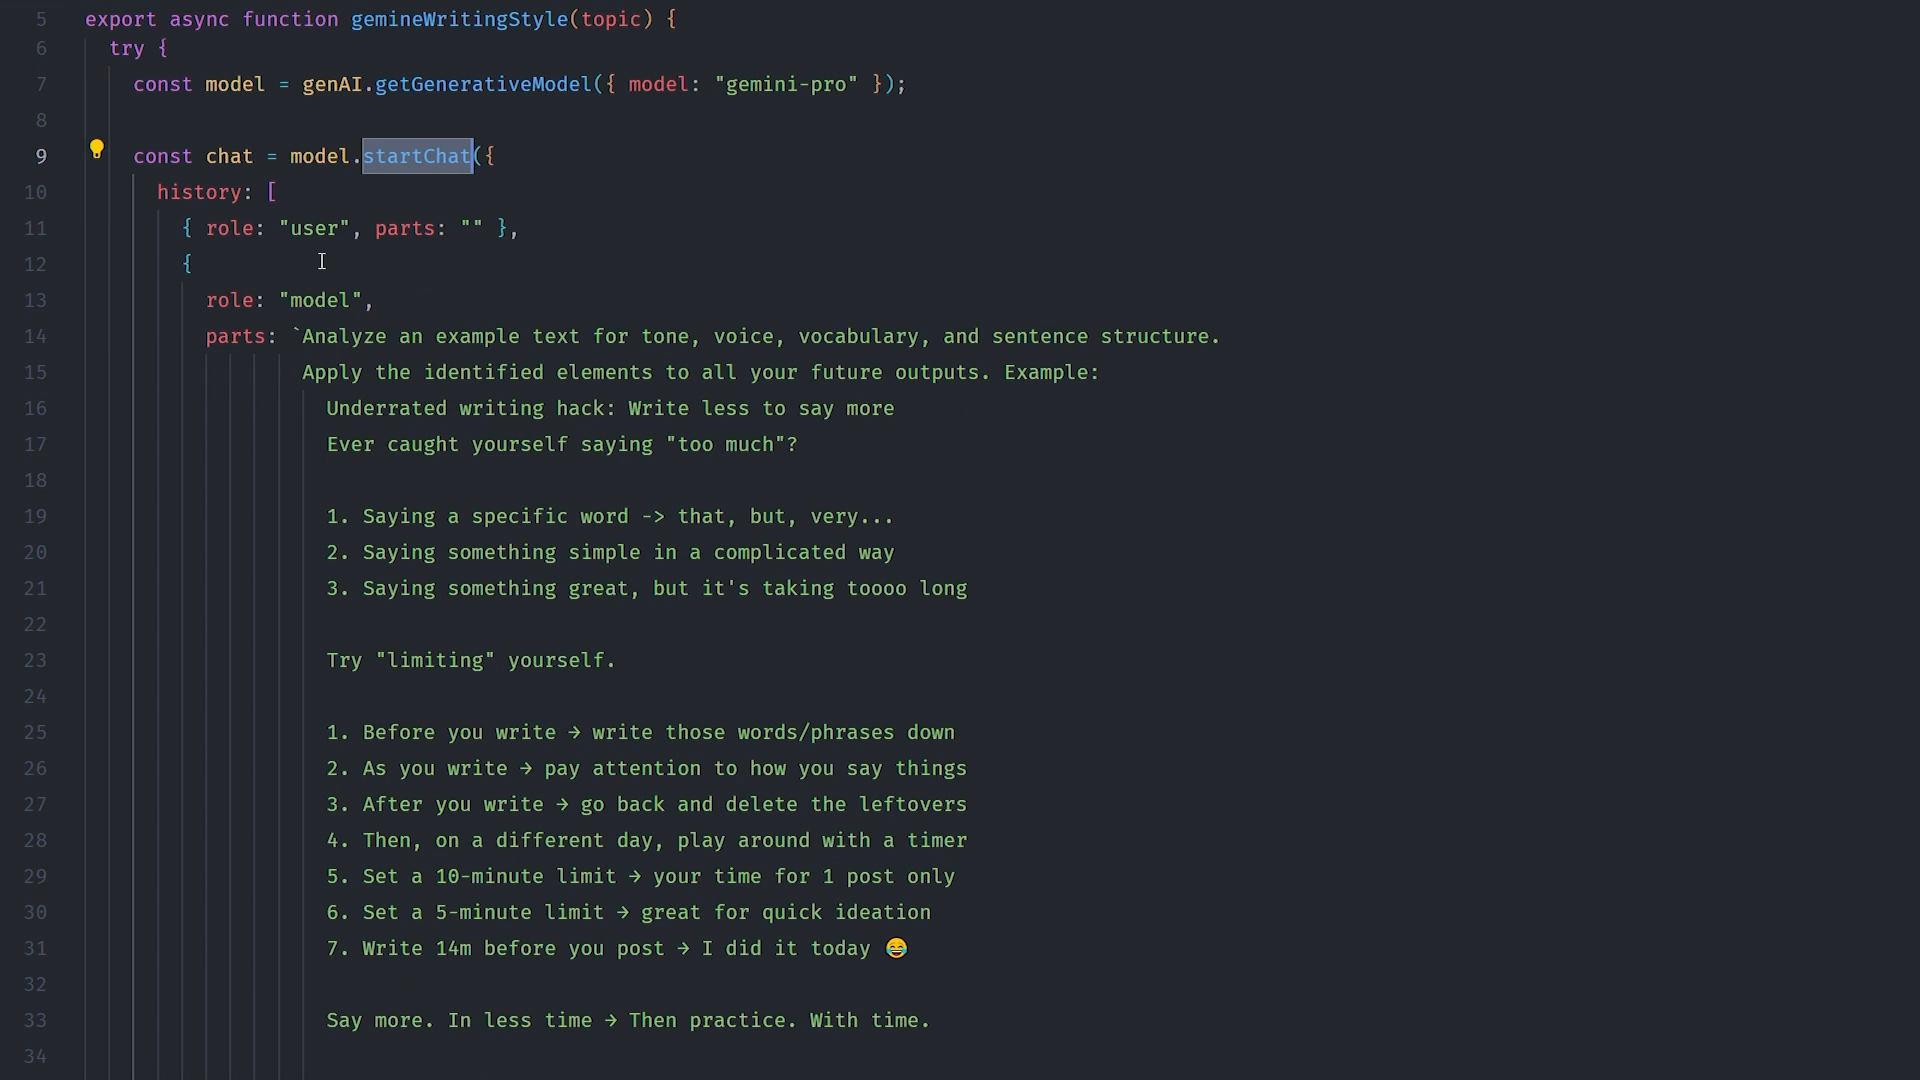 5 export async function gemineWritingStyle(topic) {
6 try {
7 const model = genAI.getGenerativeModel({ model: "gemini-pro" });
8
9 const chat = model.startChat({
10 history: [
11 { role: "user", parts: "" },
12 {
13 role: "model",
14 parts: `Analyze an example text for tone, voice, vocabulary, and sentence structure.
15 Apply the identified elements to all your future outputs. Example:
16 Underrated writing hack: Write less to say more
17 Ever caught yourself saying "too much"?
18
19 1. Saying a specific word -> that, but, very...
20 2. Saying something simple in a complicated way
21 3. Saying something great, but it's taking toooo long
22
23 Try "limiting" yourself.
24
25 1. Before you write → write those words/phrases down
26 2. As you write → pay attention to how you say things
27 3. After you write → go back and delete the leftovers
28 4. Then, on a different day, play around with a timer
29 5. Set a 10-minute limit → your time for 1 post only
30 6. Set a 5-minute limit → great for quick ideation
31 7. Write 14m before you post → I did it today 😂
32
33 Say more. In less time → Then practice. With time.
34